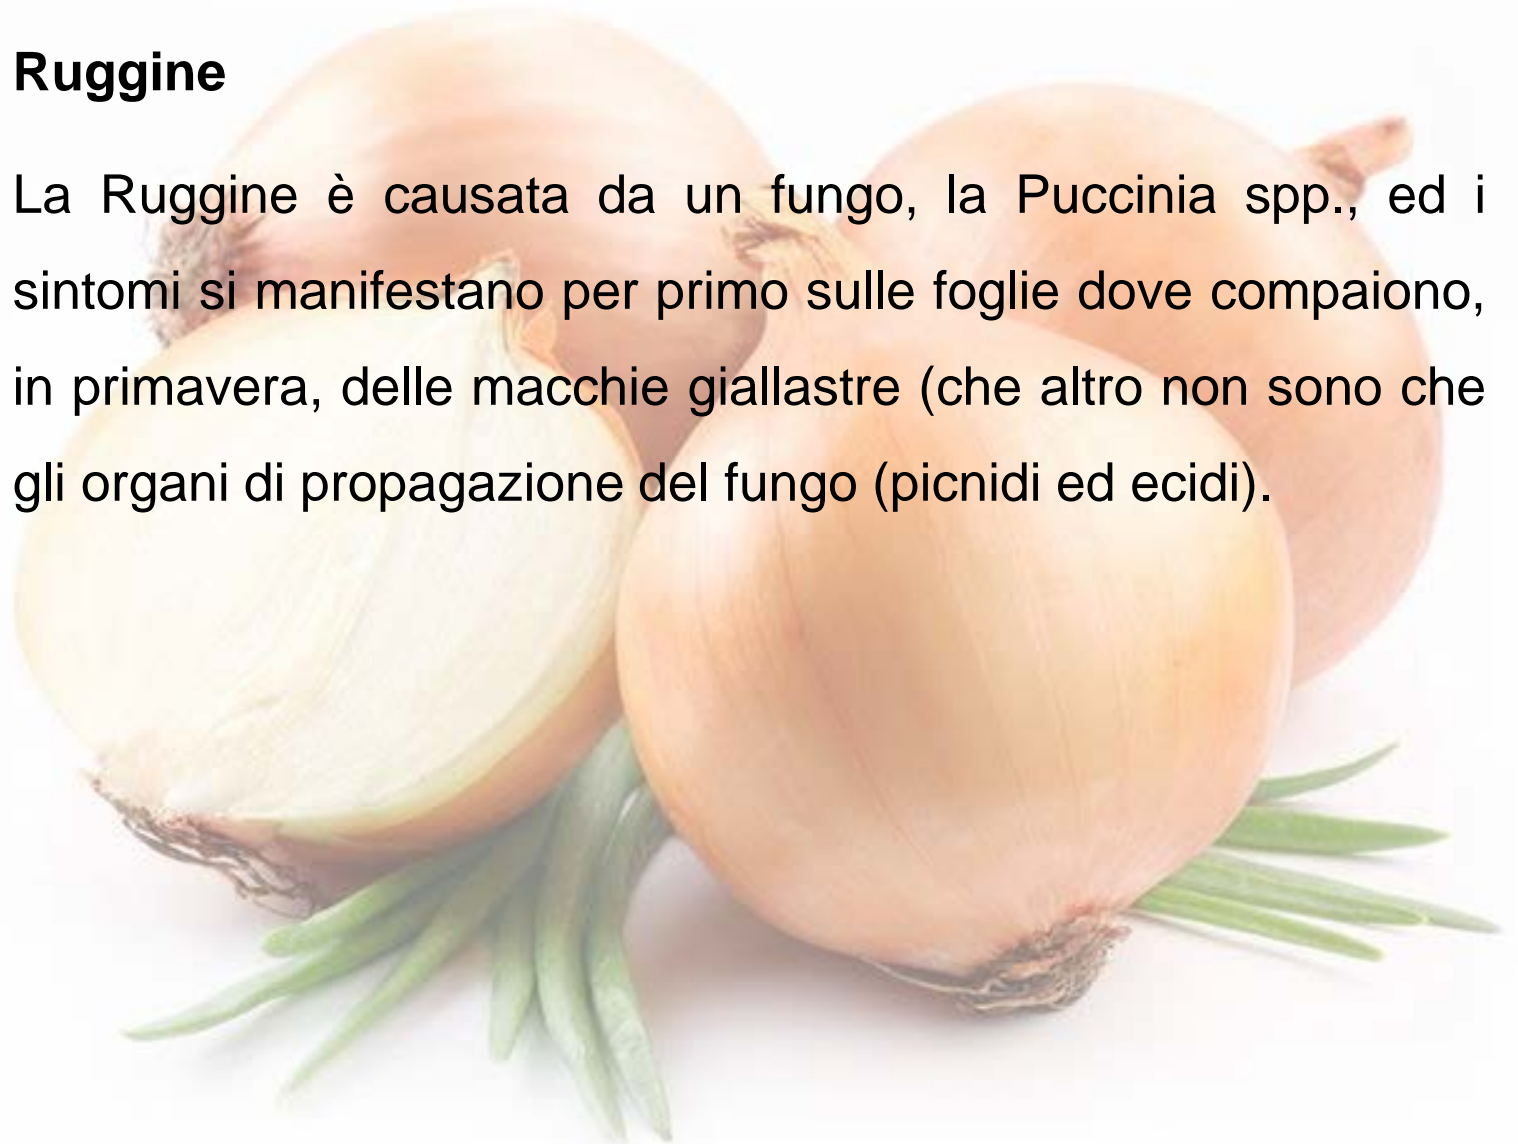 Ruggine
La Ruggine è causata da un fungo, la Puccinia spp., ed i
sintomi si manifestano per primo sulle foglie dove compaiono,
in primavera, delle macchie giallastre (che altro non sono che
gli organi di propagazione del fungo (picnidi ed ecidi).